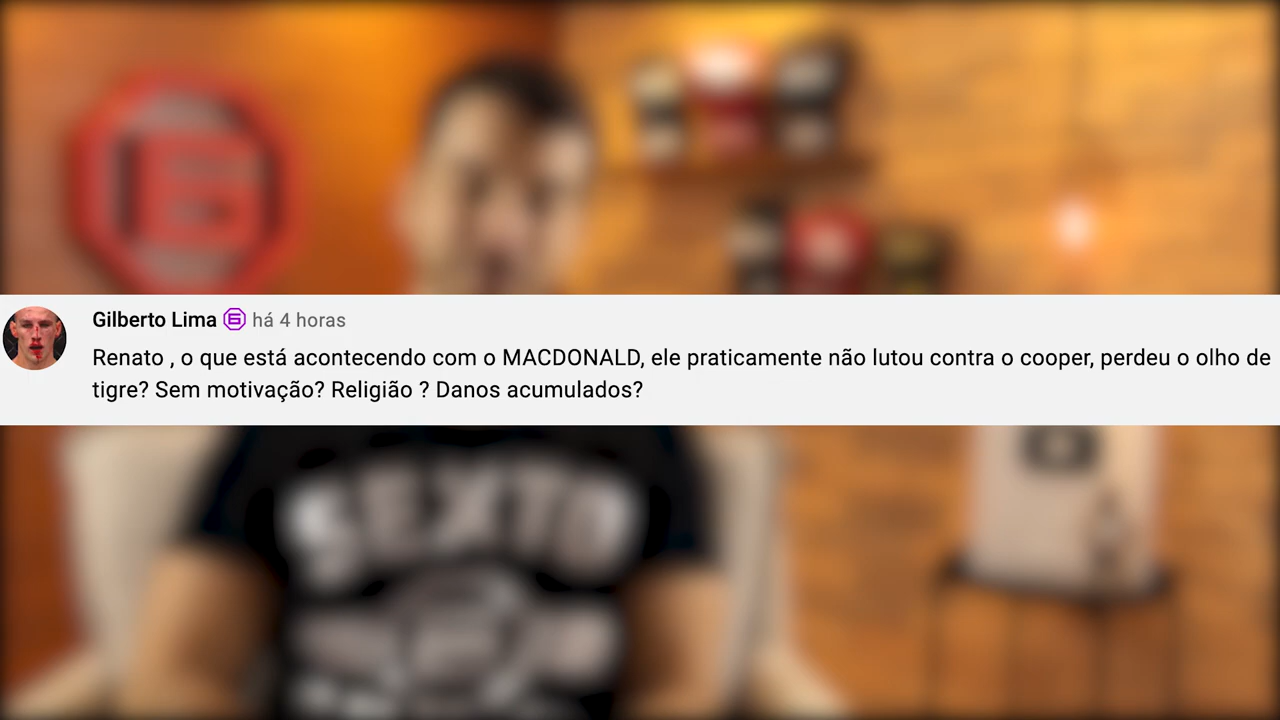 Gilberto Lima há 4 horas
Renato , o que está acontecendo com o MACDONALD, ele praticamente não lutou contra o cooper, perdeu o olho de
tigre? Sem motivação? Religião ? Danos acumulados?
SEXTO